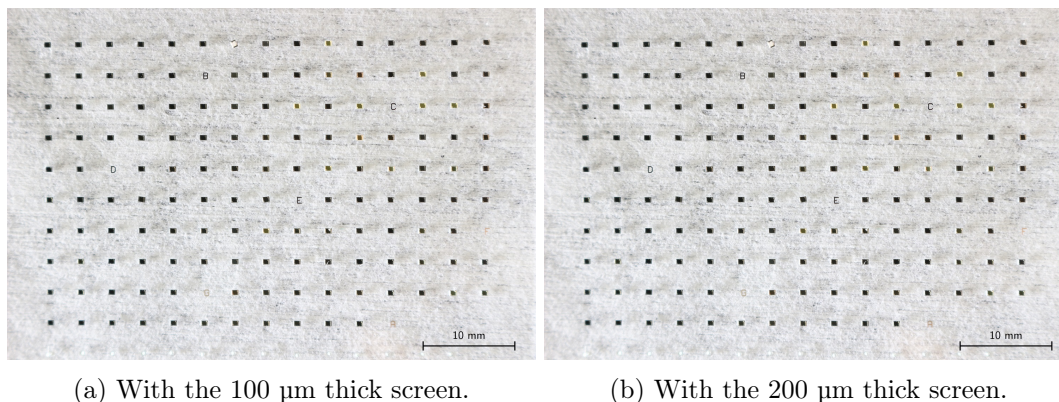 B
C
D
E
10 mm
B
C
D
E
10 mm
(a) With the 100 µm thick screen.
(b) With the 200 µm thick screen.